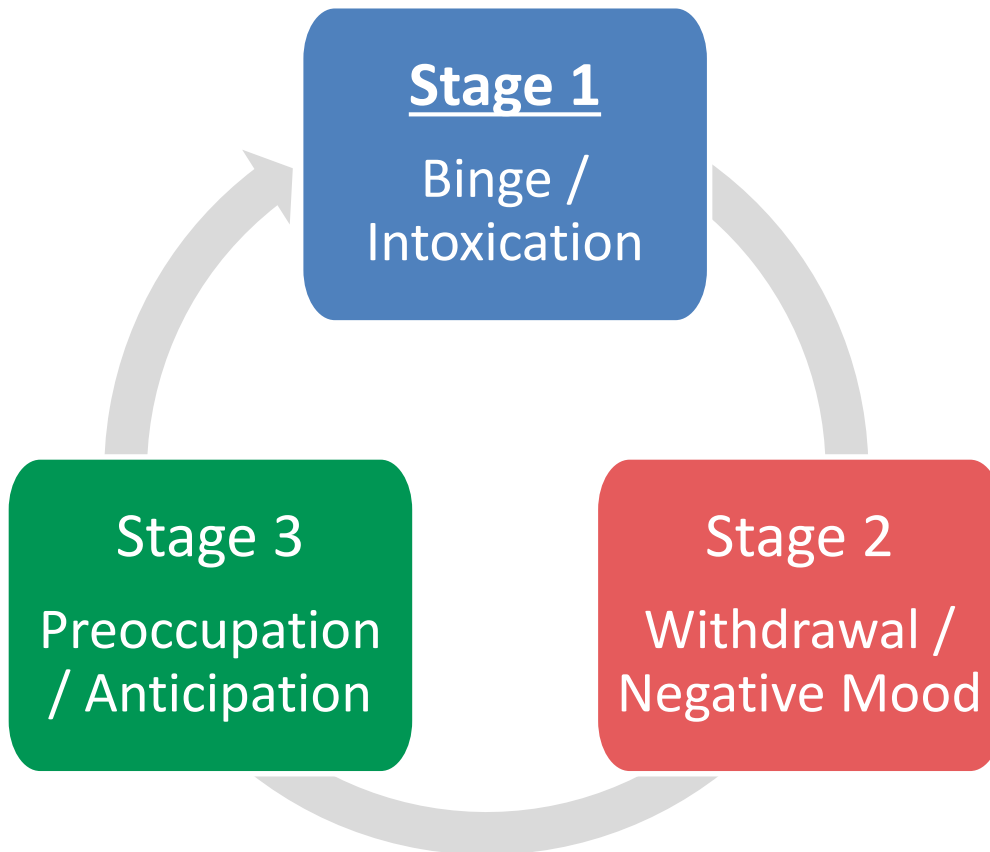 Stage 1
Binge /
Intoxication
Stage 3
Preoccupation
/ Anticipation
Stage 2
Withdrawal /
Negative Mood